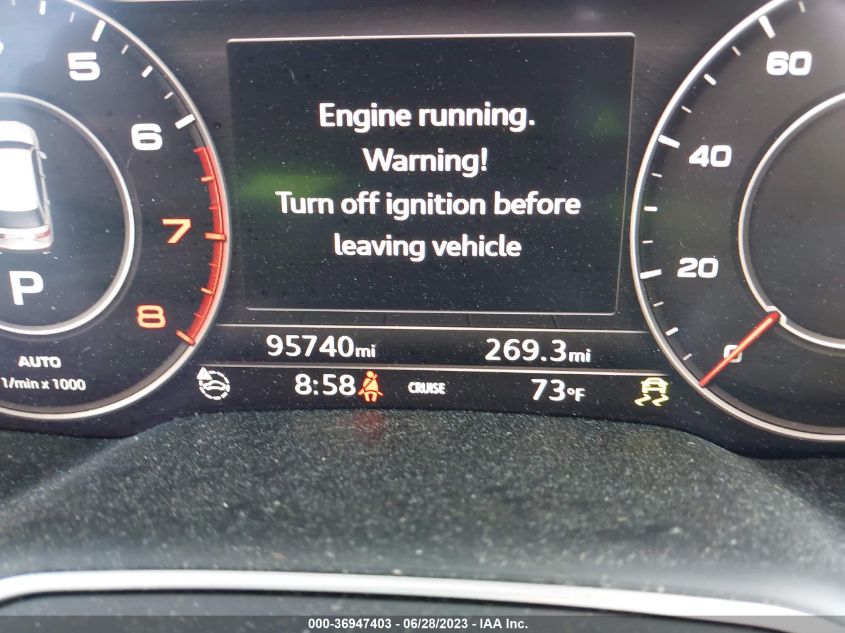 5
6
7
8
P
AUTO
1/min x 1000
Engine running.
Warning!
Turn off ignition before
leaving vehicle
95740mi 269.3mi
8:58 CRUISE 73°F
60
40
20
0
000-36947403 - 06/28/2023 - IAA Inc.